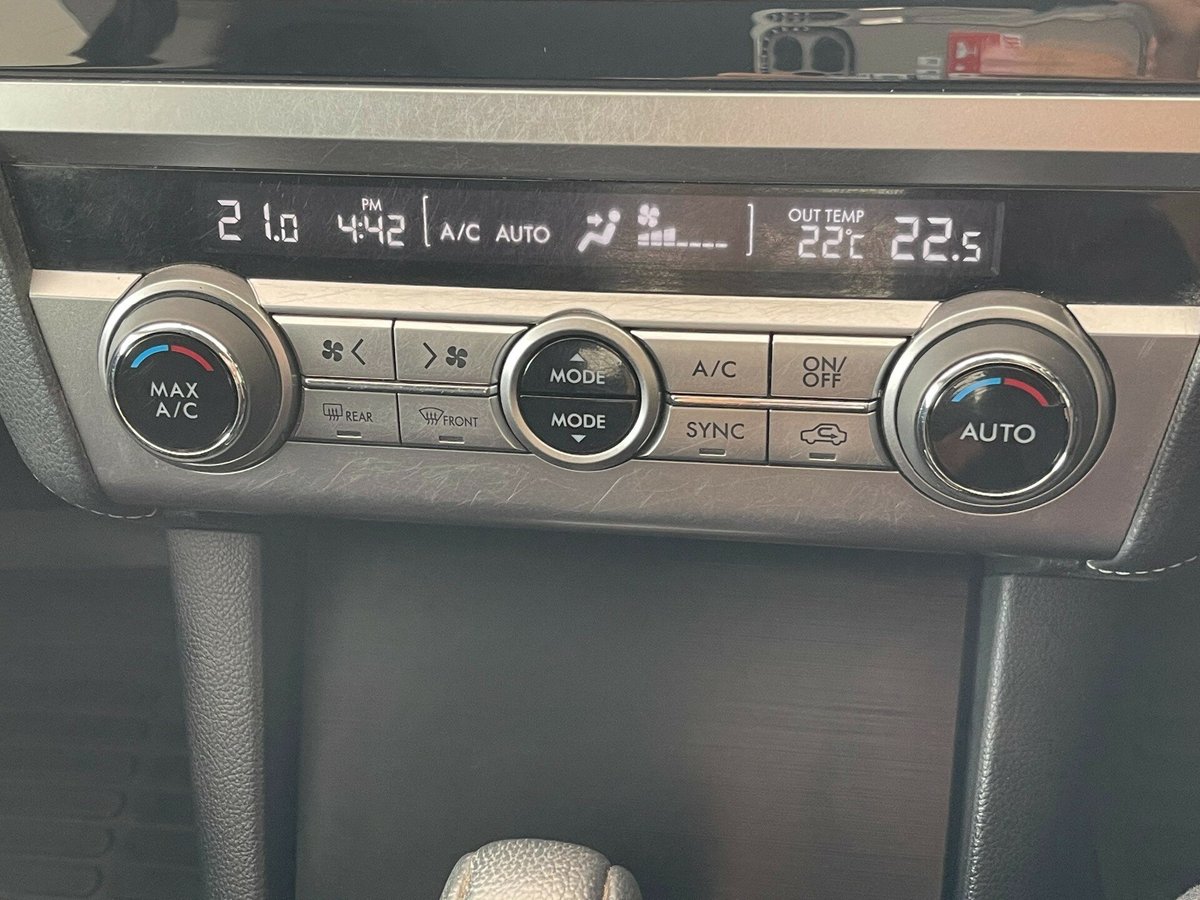 21.0 PM 4:42 [ A/C AUTO ] OUT TEMP 22°C 22.5
MAX
A/C
REAR
FRONT
MODE
MODE
A/C
ON/
OFF
SYNC
AUTO